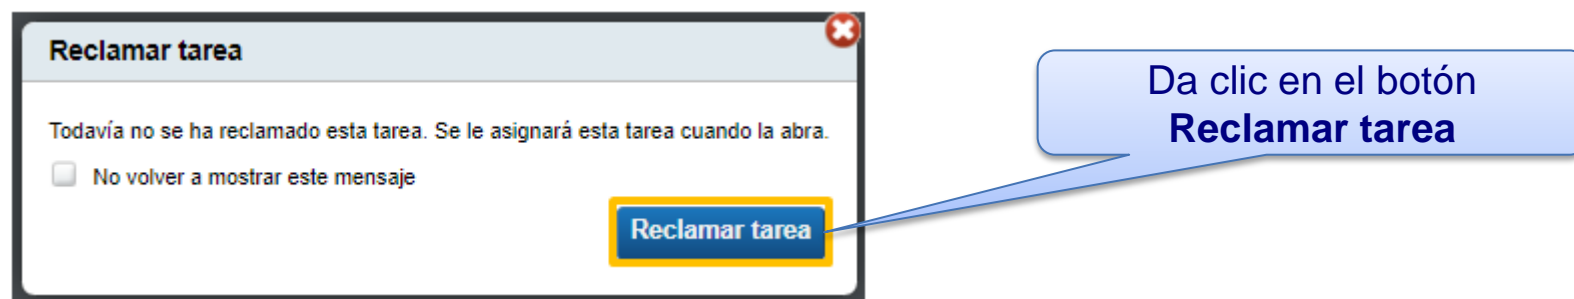 Reclamar tarea
Todavía no se ha reclamado esta tarea. Se le asignará esta tarea cuando la abra.
No volver a mostrar este mensaje
Reclamar tarea
Da clic en el botón
Reclamar tarea